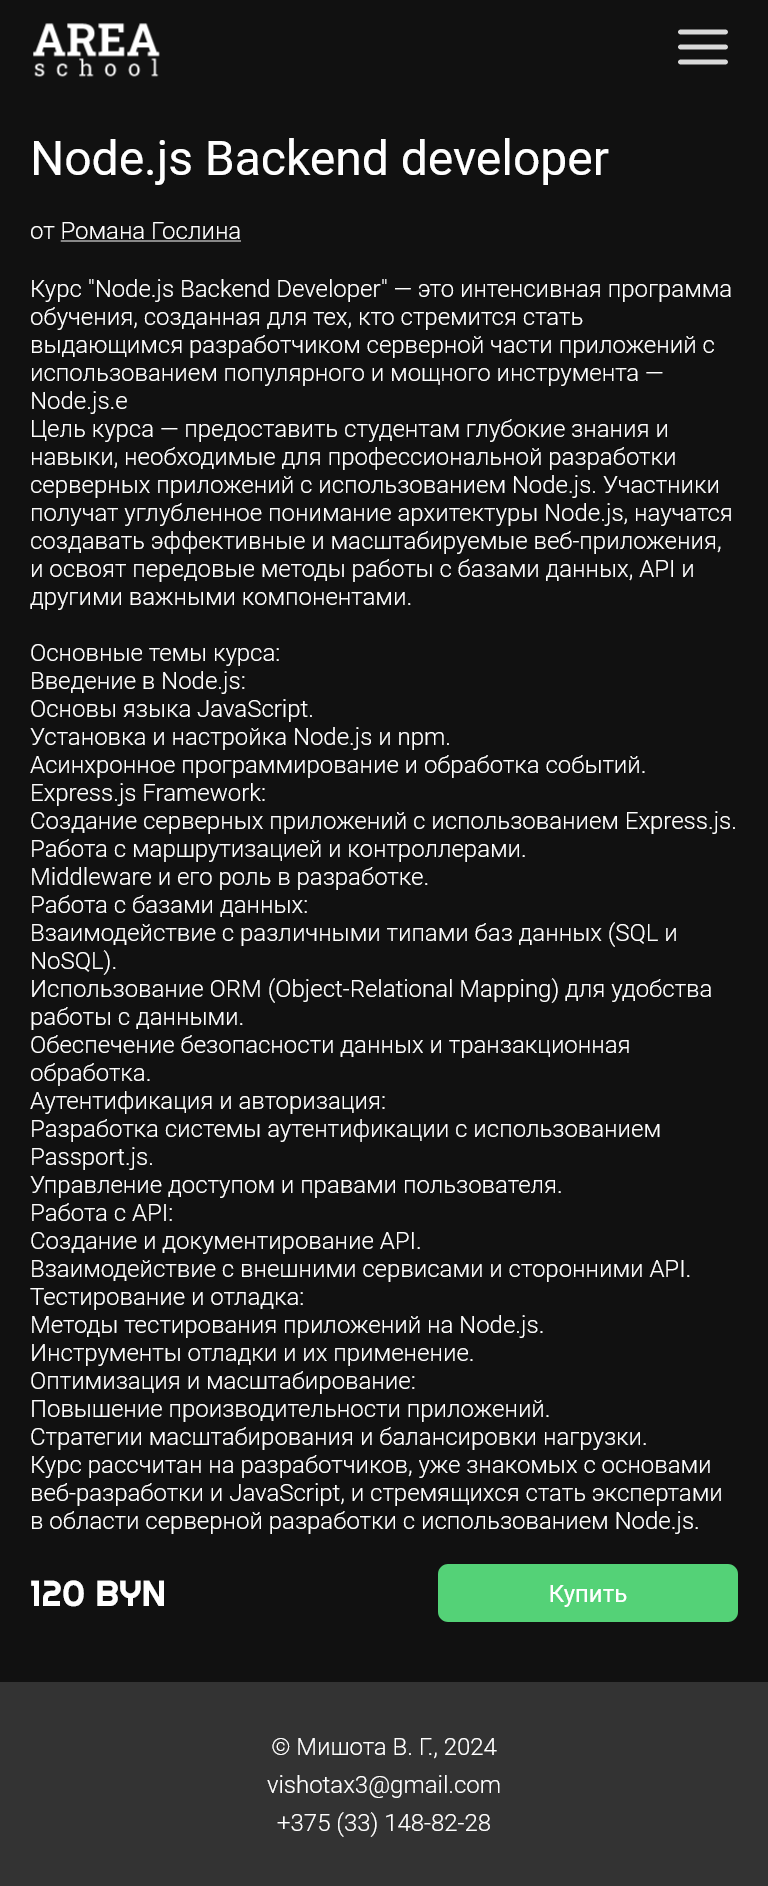 AREA
school
Node.js Backend developer
от Романа Гослина
Курс "Node.js Backend Developer" — это интенсивная программа
обучения, созданная для тех, кто стремится стать
выдающимся разработчиком серверной части приложений с
использованием популярного и мощного инструмента —
Node.js.е
Цель курса — предоставить студентам глубокие знания и
навыки, необходимые для профессиональной разработки
серверных приложений с использованием Node.js. Участники
получат углубленное понимание архитектуры Node.js, научатся
создавать эффективные и масштабируемые веб-приложения,
и освоят передовые методы работы с базами данных, API и
другими важными компонентами.
Основные темы курса:
Введение в Node.js:
Основы языка JavaScript.
Установка и настройка Node.js и npm.
Асинхронное программирование и обработка событий.
Express.js Framework:
Создание серверных приложений с использованием Express.js.
Работа с маршрутизацией и контроллерами.
Middleware и его роль в разработке.
Работа с базами данных:
Взаимодействие с различными типами баз данных (SQL и
NoSQL).
Использование ORM (Object-Relational Mapping) для удобства
работы с данными.
Обеспечение безопасности данных и транзакционная
обработка.
Аутентификация и авторизация:
Разработка системы аутентификации с использованием
Passport.js.
Управление доступом и правами пользователя.
Работа с API:
Создание и документирование API.
Взаимодействие с внешними сервисами и сторонними API.
Тестирование и отладка:
Методы тестирования приложений на Node.js.
Инструменты отладки и их применение.
Оптимизация и масштабирование:
Повышение производительности приложений.
Стратегии масштабирования и балансировки нагрузки.
Курс рассчитан на разработчиков, уже знакомых с основами
веб-разработки и JavaScript, и стремящихся стать экспертами
в области серверной разработки с использованием Node.js.
120 BYN
Купить
© Мишота В. Г., 2024
vishotax3@gmail.com
+375 (33) 148-82-28